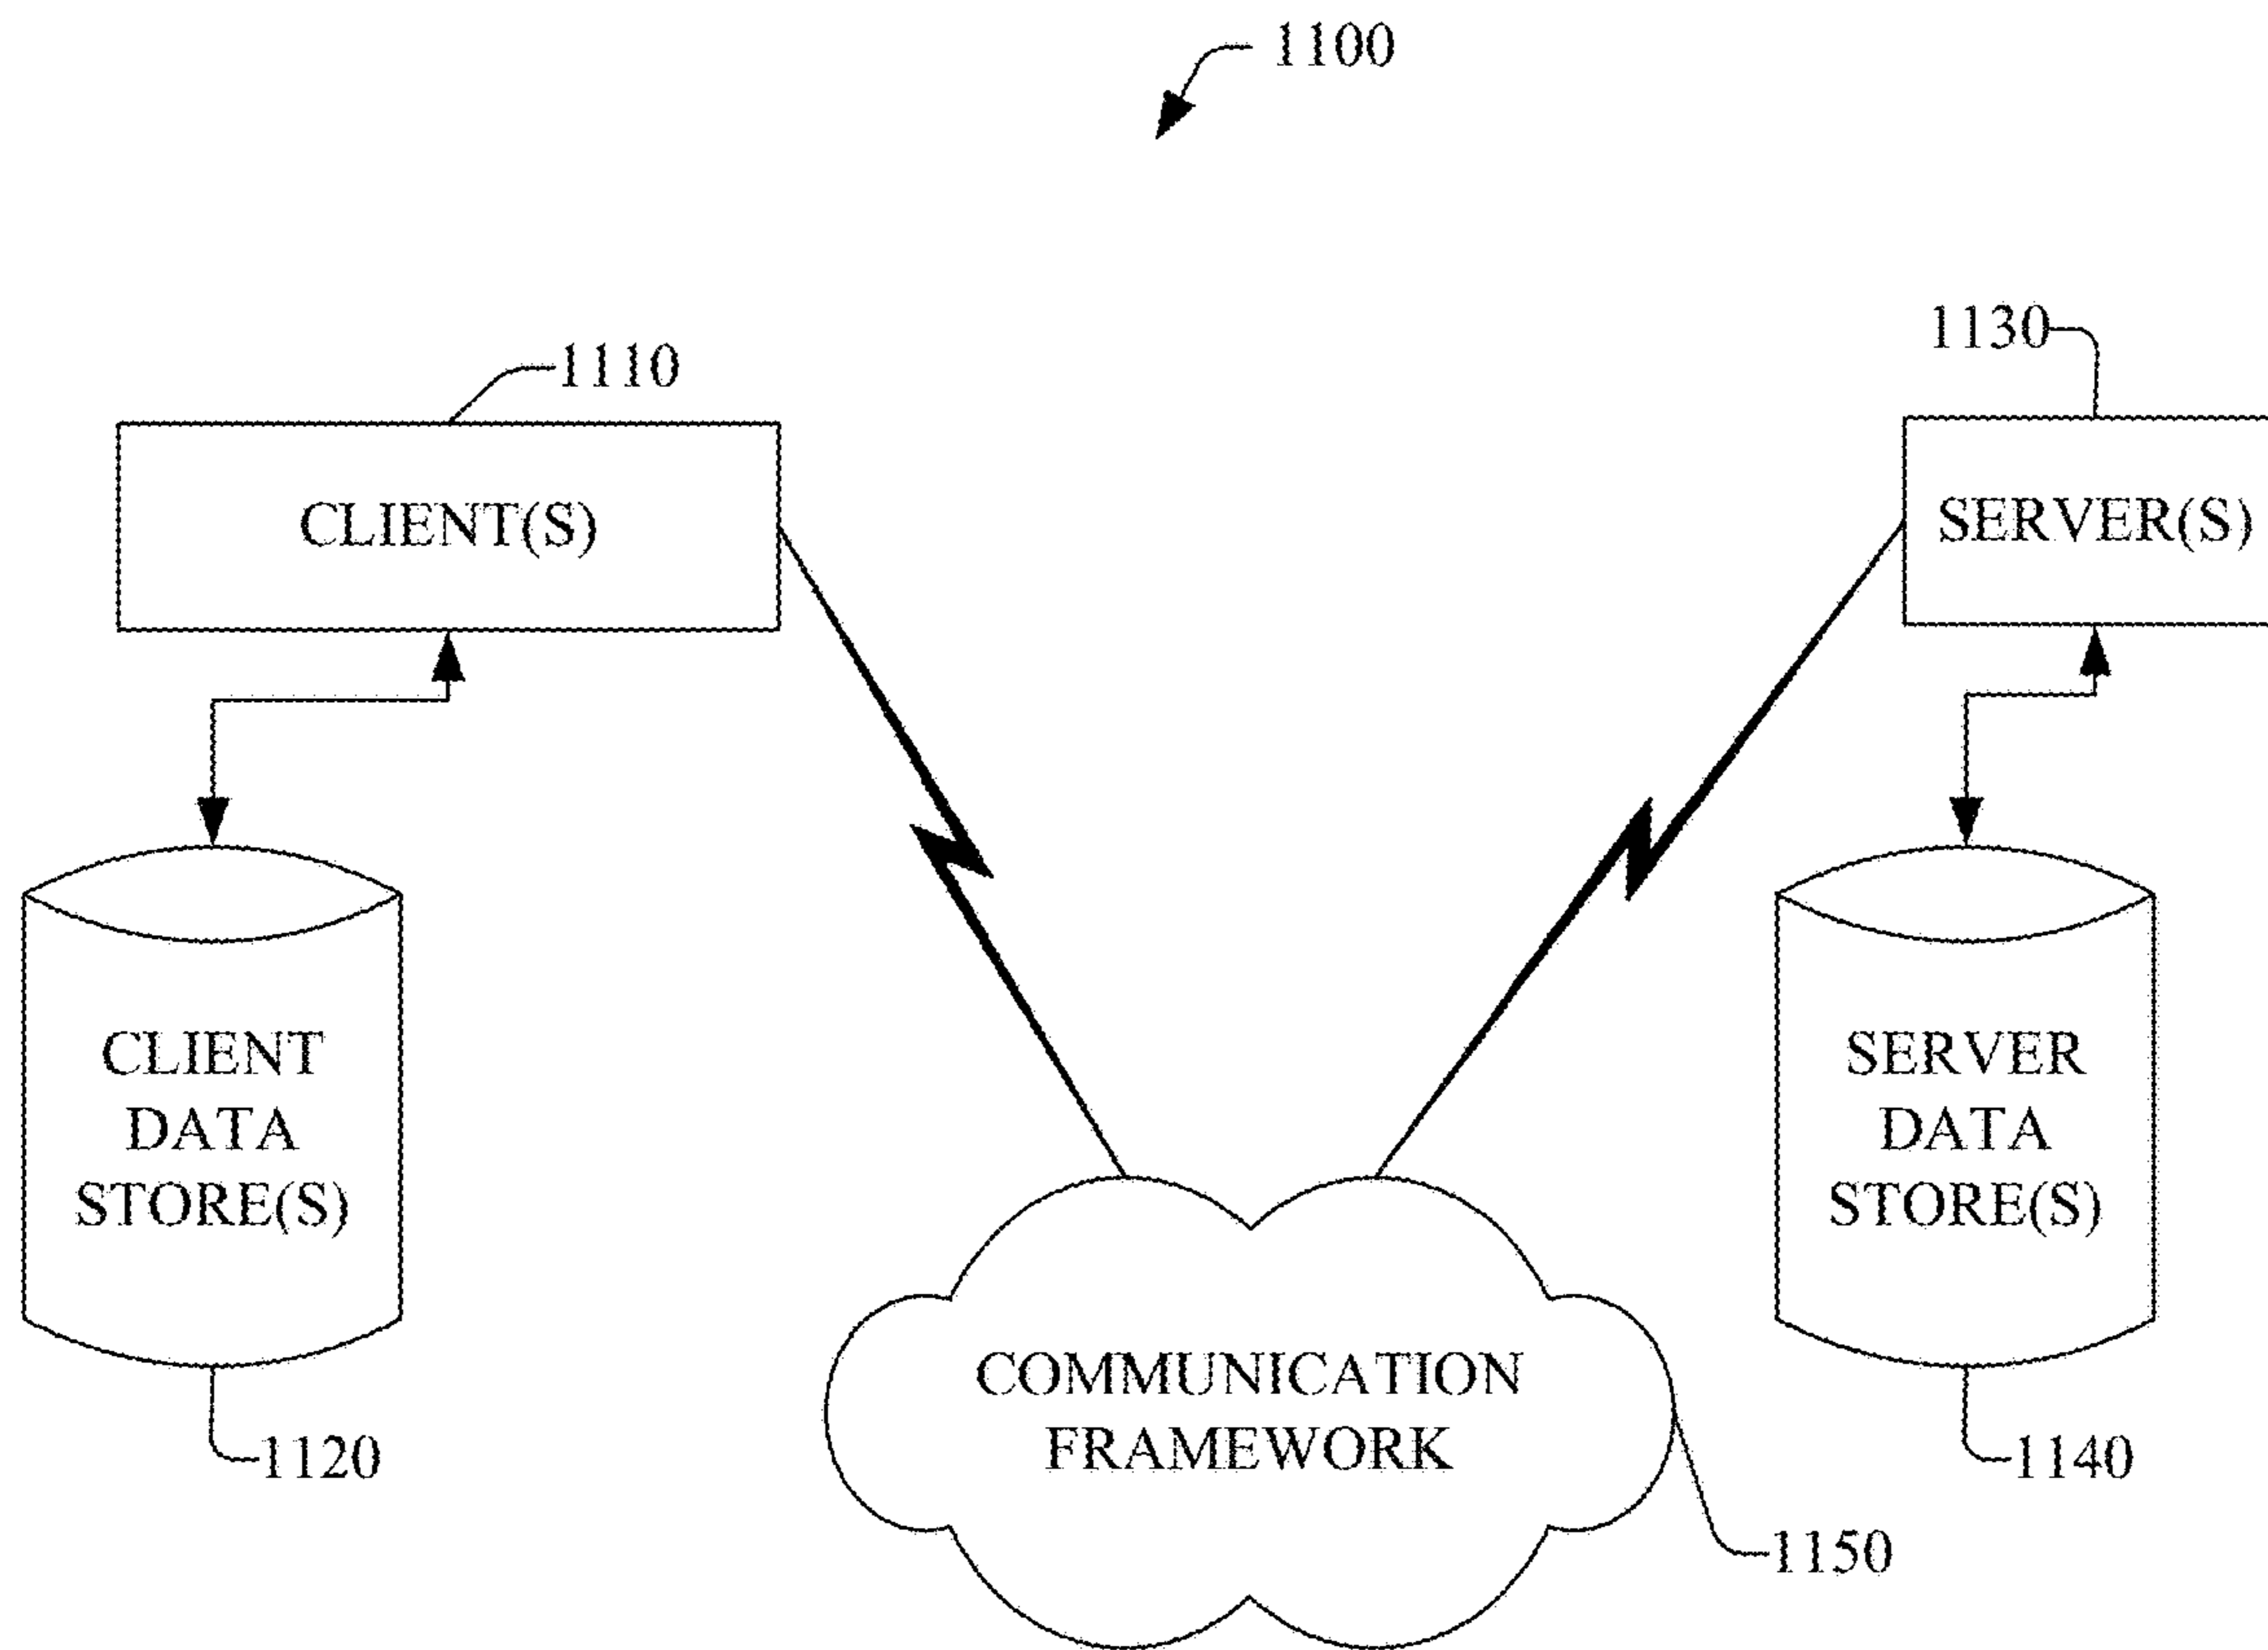 1100
1110
1130
CLIENT(S)
SERVER(S)
CLIENT
DATA
STORE(S)
SERVER
DATA
STORE(S)
COMMUNICATION
FRAMEWORK
1120
1140
1150